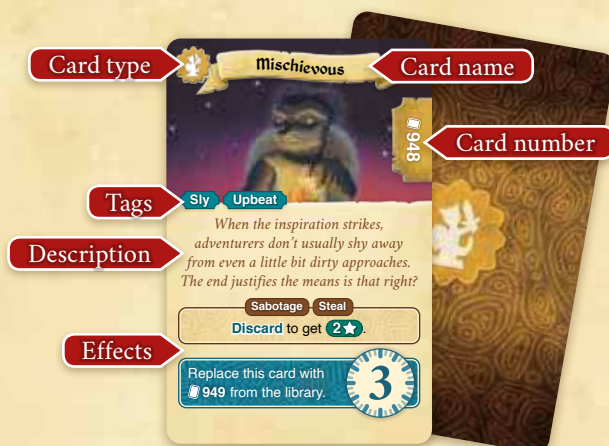 Card type
Mischievous
Card name
948
Card number
Tags
Sly
Upbeat
When the inspiration strikes,
adventurers don't usually shy away
Description
from even a little bit dirty approaches.
The end justifies the means is that right?
Sabotage
Steal
Discard to get 2★.
Effects
Replace this card with
949 from the library.
3